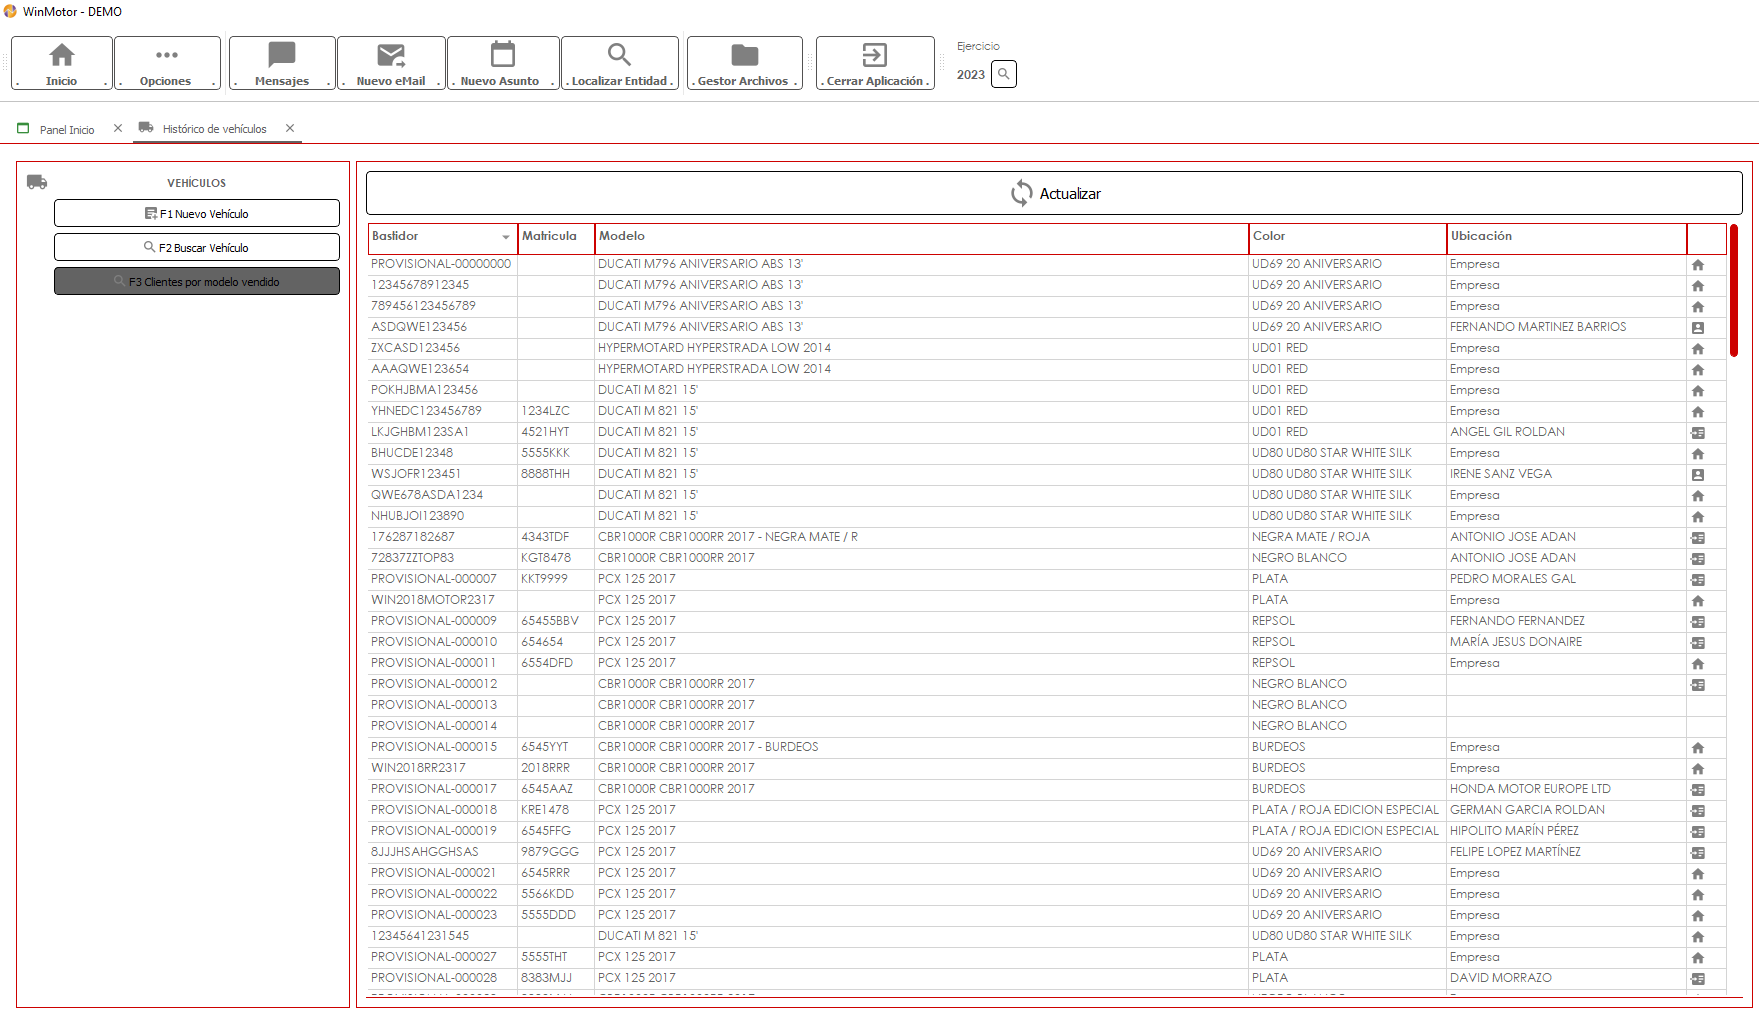 WinMotor - DEMO
Ejercicio
. Inicio .
. Opciones .
. Mensajes .
. Nuevo eMail .
. Nuevo Asunto .
. Localizar Entidad .
. Gestor Archivos .
. Cerrar Aplicación .
2023
Panel Inicio
Histórico de vehículos
VEHÍCULOS
F1 Nuevo Vehículo
F2 Buscar Vehículo
F3 Clientes por modelo vendido
Actualizar
Bastidor Matricula Modelo Color Ubicación
PROVISIONAL-00000000 DUCATI M796 ANIVERSARIO ABS 13' UD69 20 ANIVERSARIO Empresa
12345678912345 DUCATI M796 ANIVERSARIO ABS 13' UD69 20 ANIVERSARIO Empresa
789456123456789 DUCATI M796 ANIVERSARIO ABS 13' UD69 20 ANIVERSARIO Empresa
ASDQWE123456 DUCATI M796 ANIVERSARIO ABS 13' UD69 20 ANIVERSARIO FERNANDO MARTINEZ BARRIOS
ZXCASD123456 HYPERMOTARD HYPERSTRADA LOW 2014 UD01 RED Empresa
AAAQWE123654 HYPERMOTARD HYPERSTRADA LOW 2014 UD01 RED Empresa
POKHJBMA123456 DUCATI M 821 15' UD01 RED Empresa
YHNEDC123456789 1234LZC DUCATI M 821 15' UD01 RED Empresa
LKJGHBM123SA1 4521HYT DUCATI M 821 15' UD01 RED ANGEL GIL ROLDAN
BHUCDE12348 5555KKK DUCATI M 821 15' UD80 UD80 STAR WHITE SILK Empresa
WSJOFR123451 8888THH DUCATI M 821 15' UD80 UD80 STAR WHITE SILK IRENE SANZ VEGA
QWE678ASDA1234 DUCATI M 821 15' UD80 UD80 STAR WHITE SILK Empresa
NHUBJOI123890 DUCATI M 821 15' UD80 UD80 STAR WHITE SILK Empresa
176287182687 4343TDF CBR1000R CBR1000RR 2017 - NEGRA MATE / R NEGRA MATE / ROJA ANTONIO JOSE ADAN
72837ZZTOP83 KGT8478 CBR1000R CBR1000RR 2017 NEGRO BLANCO ANTONIO JOSE ADAN
PROVISIONAL-000007 KKT9999 PCX 125 2017 PLATA PEDRO MORALES GAL
WIN2018MOTOR2317 PCX 125 2017 PLATA Empresa
PROVISIONAL-000009 65455BBV PCX 125 2017 REPSOL FERNANDO FERNANDEZ
PROVISIONAL-000010 654654 PCX 125 2017 REPSOL MARÍA JESUS DONAIRE
PROVISIONAL-000011 6554DFD PCX 125 2017 REPSOL Empresa
PROVISIONAL-000012 CBR1000R CBR1000RR 2017 NEGRO BLANCO
PROVISIONAL-000013 CBR1000R CBR1000RR 2017 NEGRO BLANCO
PROVISIONAL-000014 CBR1000R CBR1000RR 2017 NEGRO BLANCO
PROVISIONAL-000015 6545YYT CBR1000R CBR1000RR 2017 - BURDEOS BURDEOS Empresa
WIN2018RR2317 2018RRR CBR1000R CBR1000RR 2017 BURDEOS Empresa
PROVISIONAL-000017 6545AAZ CBR1000R CBR1000RR 2017 BURDEOS HONDA MOTOR EUROPE LTD
PROVISIONAL-000018 KRE1478 PCX 125 2017 PLATA / ROJA EDICION ESPECIAL GERMAN GARCIA ROLDAN
PROVISIONAL-000019 6545FFG PCX 125 2017 PLATA / ROJA EDICION ESPECIAL HIPOLITO MARÍN PÉREZ
8JJJHSAHGGHSAS 9879GGG PCX 125 2017 UD69 20 ANIVERSARIO FELIPE LOPEZ MARTÍNEZ
PROVISIONAL-000021 6545RRR PCX 125 2017 UD69 20 ANIVERSARIO Empresa
PROVISIONAL-000022 5566KDD PCX 125 2017 UD69 20 ANIVERSARIO Empresa
PROVISIONAL-000023 5555DDD PCX 125 2017 UD69 20 ANIVERSARIO Empresa
12345641231545 DUCATI M 821 15' UD80 UD80 STAR WHITE SILK Empresa
PROVISIONAL-000027 5555THT PCX 125 2017 PLATA Empresa
PROVISIONAL-000028 8383MJJ PCX 125 2017 PLATA DAVID MORRAZO